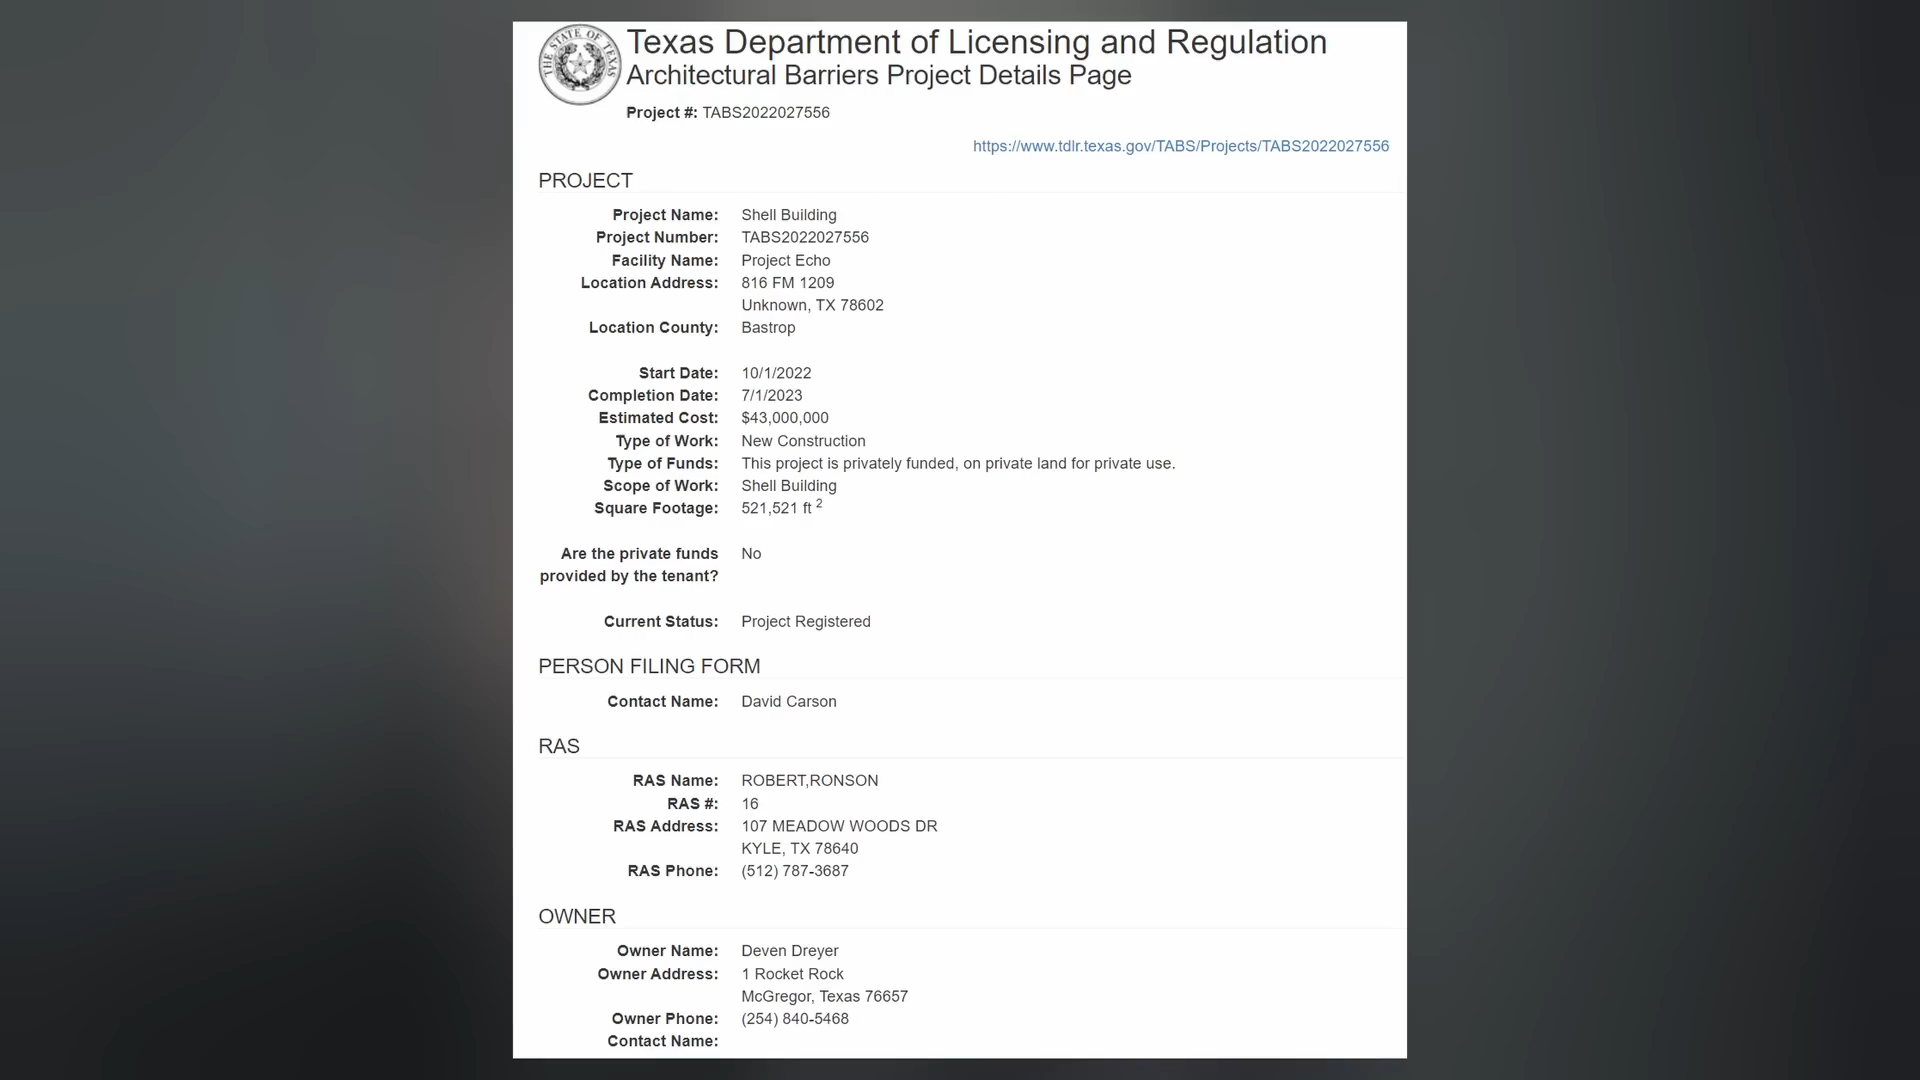 THE STATE OF TEXAS
Texas Department of Licensing and Regulation
Architectural Barriers Project Details Page
Project #: TABS2022027556
https://www.tdlr.texas.gov/TABS/Projects/TABS2022027556
PROJECT
Project Name: Shell Building
Project Number: TABS2022027556
Facility Name: Project Echo
Location Address: 816 FM 1209
Unknown, TX 78602
Location County: Bastrop
Start Date: 10/1/2022
Completion Date: 7/1/2023
Estimated Cost: $43,000,000
Type of Work: New Construction
Type of Funds: This project is privately funded, on private land for private use.
Scope of Work: Shell Building
Square Footage: 521,521 ft 2
Are the private funds No
provided by the tenant?
Current Status: Project Registered
PERSON FILING FORM
Contact Name: David Carson
RAS
RAS Name: ROBERT,RONSON
RAS #: 16
RAS Address: 107 MEADOW WOODS DR
KYLE, TX 78640
RAS Phone: (512) 787-3687
OWNER
Owner Name: Deven Dreyer
Owner Address: 1 Rocket Rock
McGregor, Texas 76657
Owner Phone: (254) 840-5468
Contact Name: